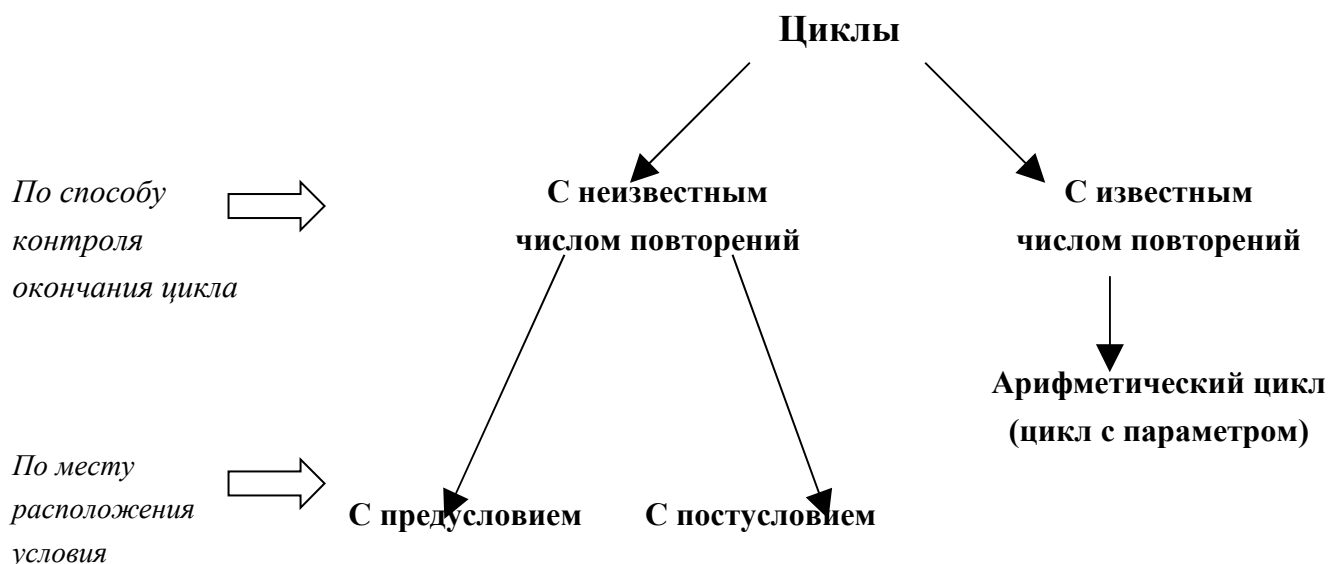 Циклы
По способу
контроля
окончания цикла
С неизвестным
числом повторений
С известным
числом повторений
Арифметический цикл
(цикл с параметром)
По месту
расположения
условия
С предусловием
С постусловием